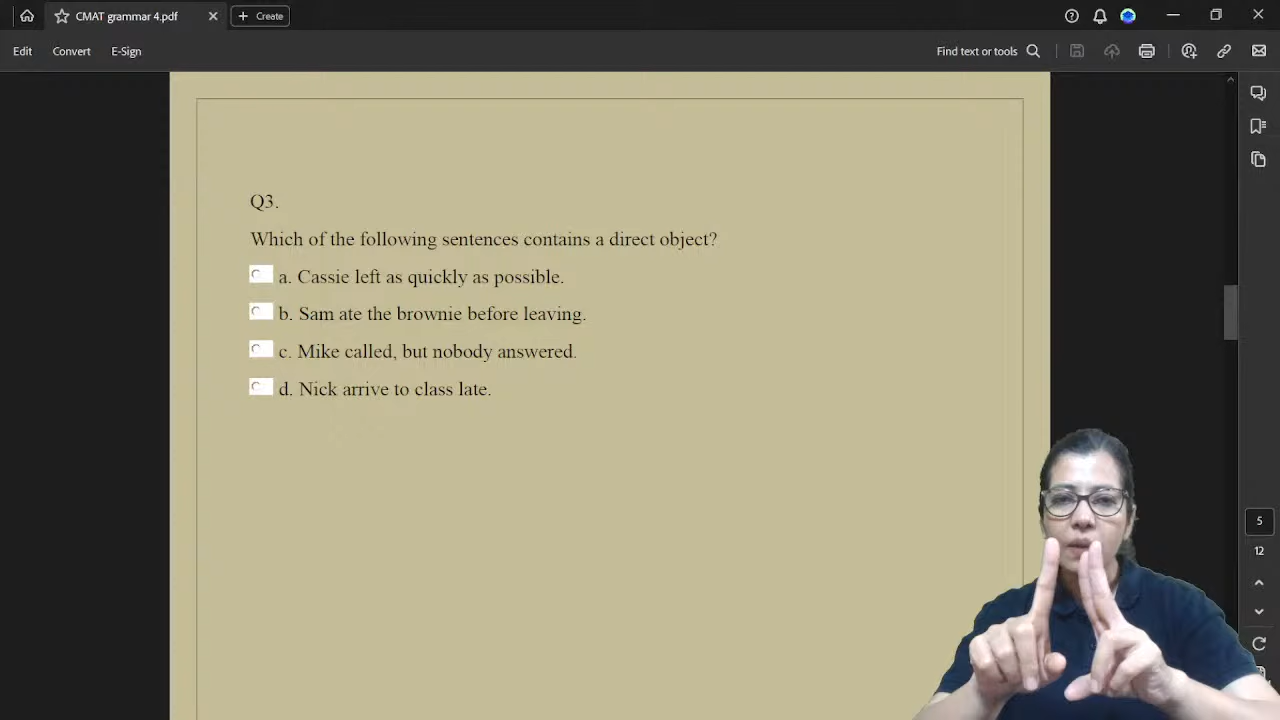 CMAT grammar 4.pdf
Create
Edit
Convert
E-Sign
Find text or tools
Q3.
Which of the following sentences contains a direct object?
a. Cassie left as quickly as possible.
b. Sam ate the brownie before leaving.
c. Mike called, but nobody answered.
d. Nick arrive to class late.
5
12